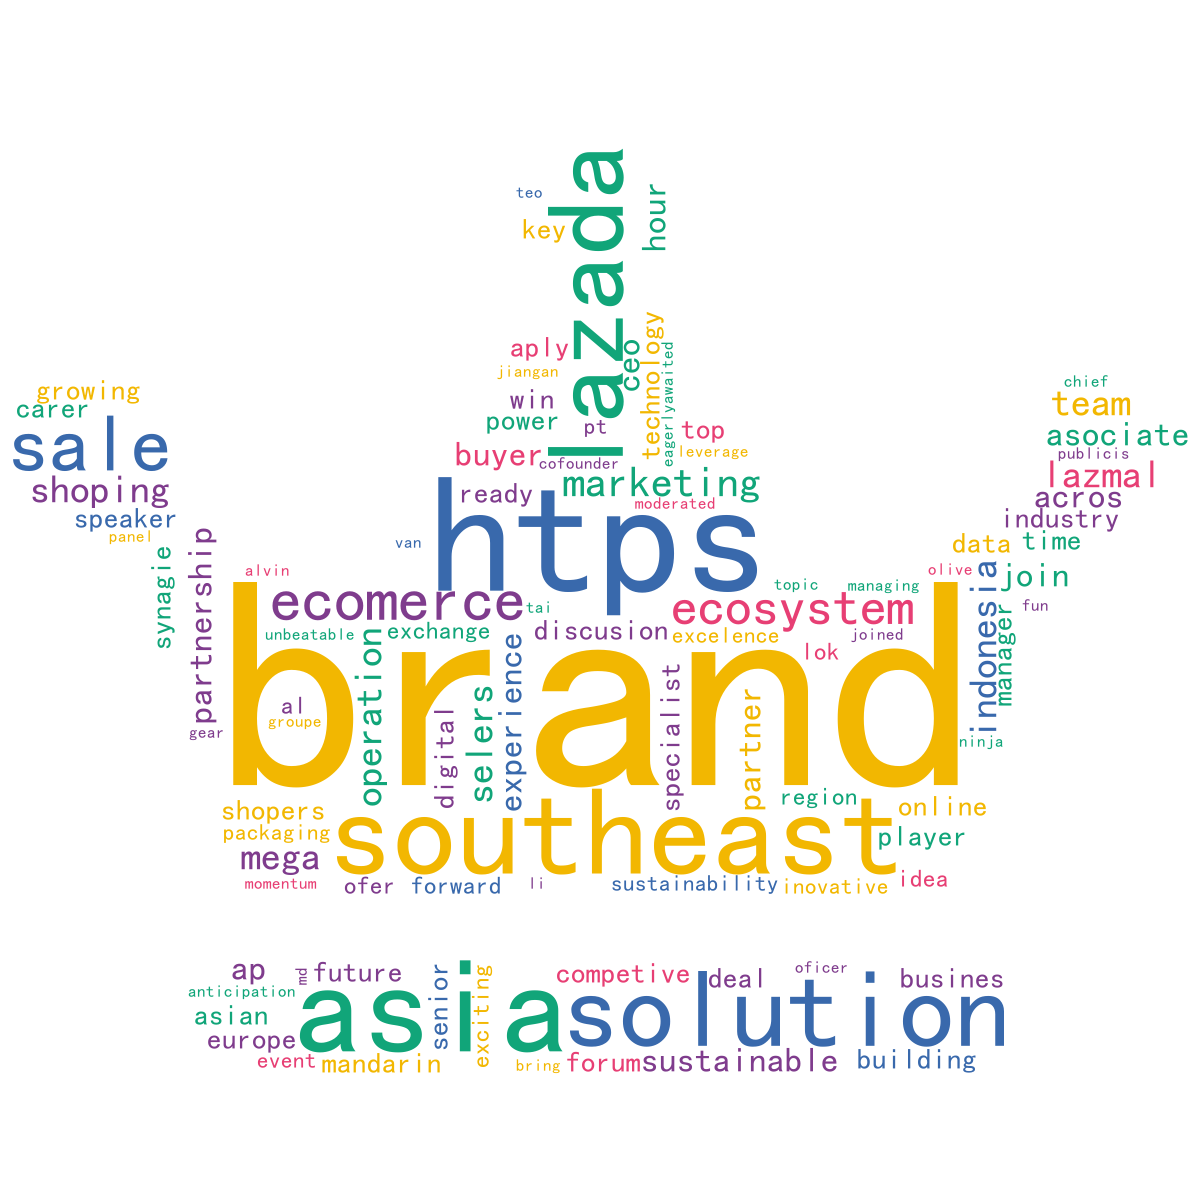 teo
key
lazada
hour
aply
jiangan
win
power
pt
ceo
technology
eagerlyawaited
top
leverage
buyer
cofounder
marketing
ready
moderated
htps
van
growing
carer
sale
shoping
speaker
panel
synagie
partnership
chief
team
asociate
publicis
lazmal
acros
industry
data
time
olive
join
fun
indonesia
manager
alvin
ecomerce
tai
topic
managing
ecosystem
unbeatable
exchange
discusion
excelence
joined
lok
brand
al
groupe
gear
operation
digital
selers
experience
specialist
partner
ninja
region
shopers
packaging
southeast
online
player
mega
momentum
ofer
forward
li
sustainability
inovative
idea
ap
md
future
senior
exciting
competive
deal
oficer
busines
anticipation
asian
asia
solution
europe
event
mandarin
bring
forum
sustainable
building